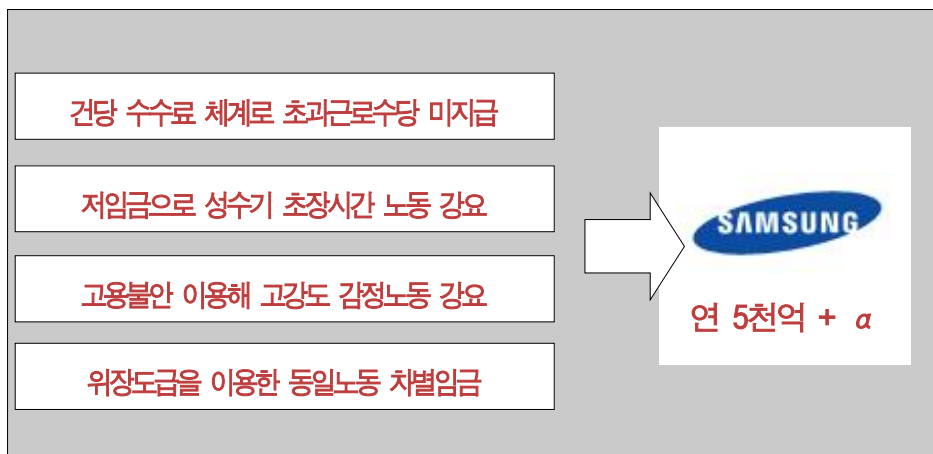 건당 수수료 체계로 초과근로수당 미지급
저임금으로 성수기 초장시간 노동 강요
고용불안 이용해 고강도 감정노동 강요
위장도급을 이용한 동일노동 차별임금
SAMSUNG
연 5천억 + α